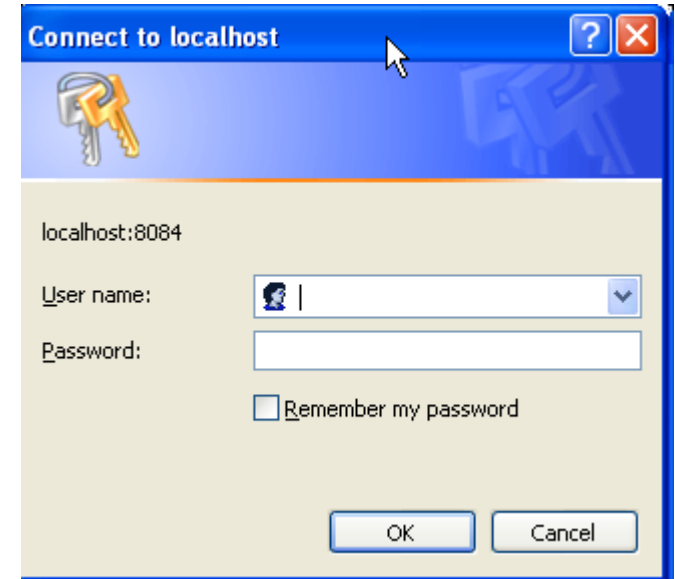 Connect to localhost
localhost:8084
User name:
Password:
Remember my password
OK Cancel